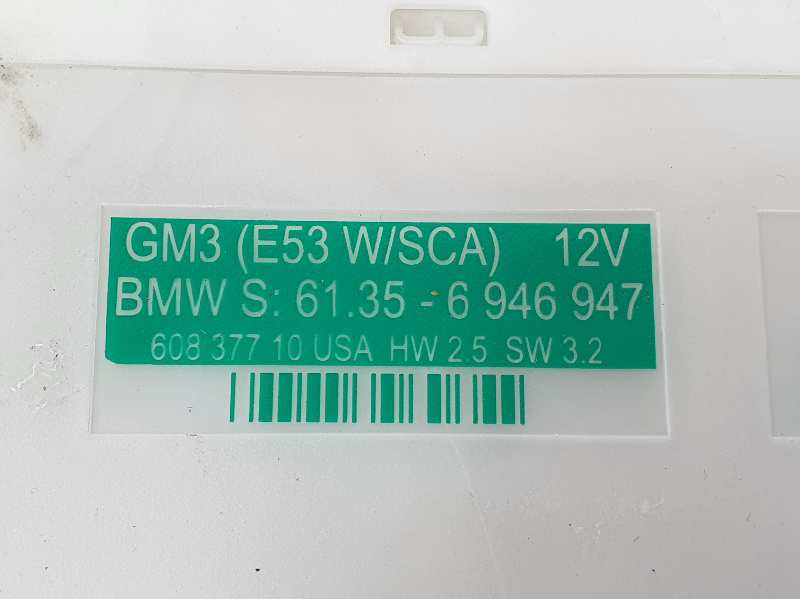 GM3 (E53 W/SCA) 12V
BMW S: 61.35 - 6 946 947
608 377 10 USA HW 2.5 SW 3.2